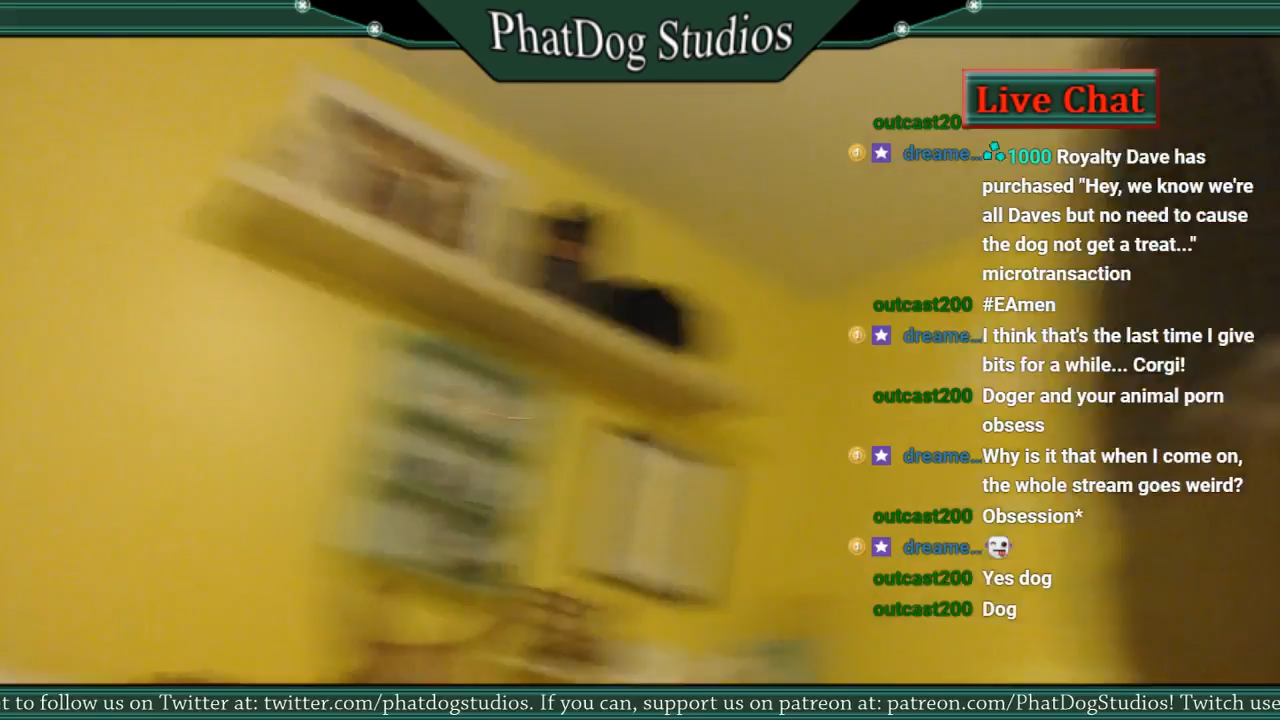 PhatDog Studios
Live Chat
outcast20
dreame... 1000 Royalty Dave has
purchased "Hey, we know we're
all Daves but no need to cause
the dog not get a treat..."
microtransaction
outcast200 #EAmen
dreame... I think that's the last time I give
bits for a while... Corgi!
outcast200 Doger and your animal porn
obsess
dreame... Why is it that when I come on,
the whole stream goes weird?
outcast200 Obsession*
dreame...
outcast200 Yes dog
outcast200 Dog
t to follow us on Twitter at: twitter.com/phatdogstudios. If you can, support us on patreon at: patreon.com/PhatDogStudios! Twitch use